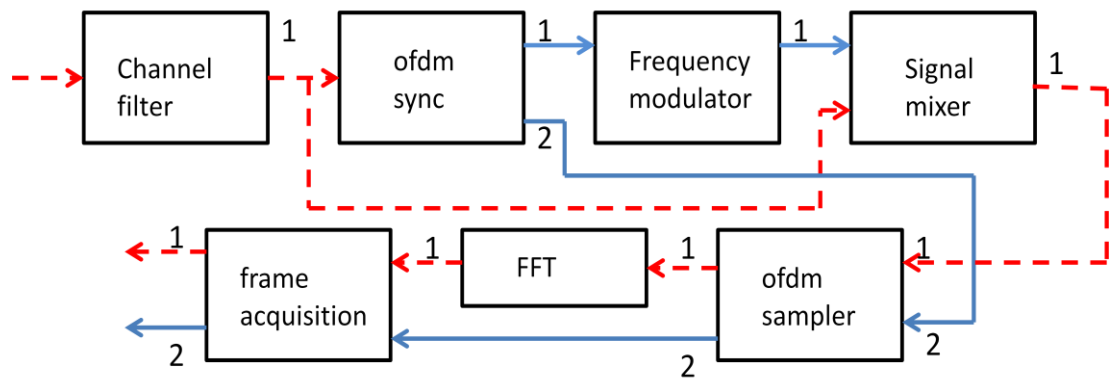 1
1
1
1
Channel
filter
ofdm
sync
Frequency
modulator
Signal
mixer
2
1
1
1
1
frame
acquisition
FFT
ofdm
sampler
2
2
2